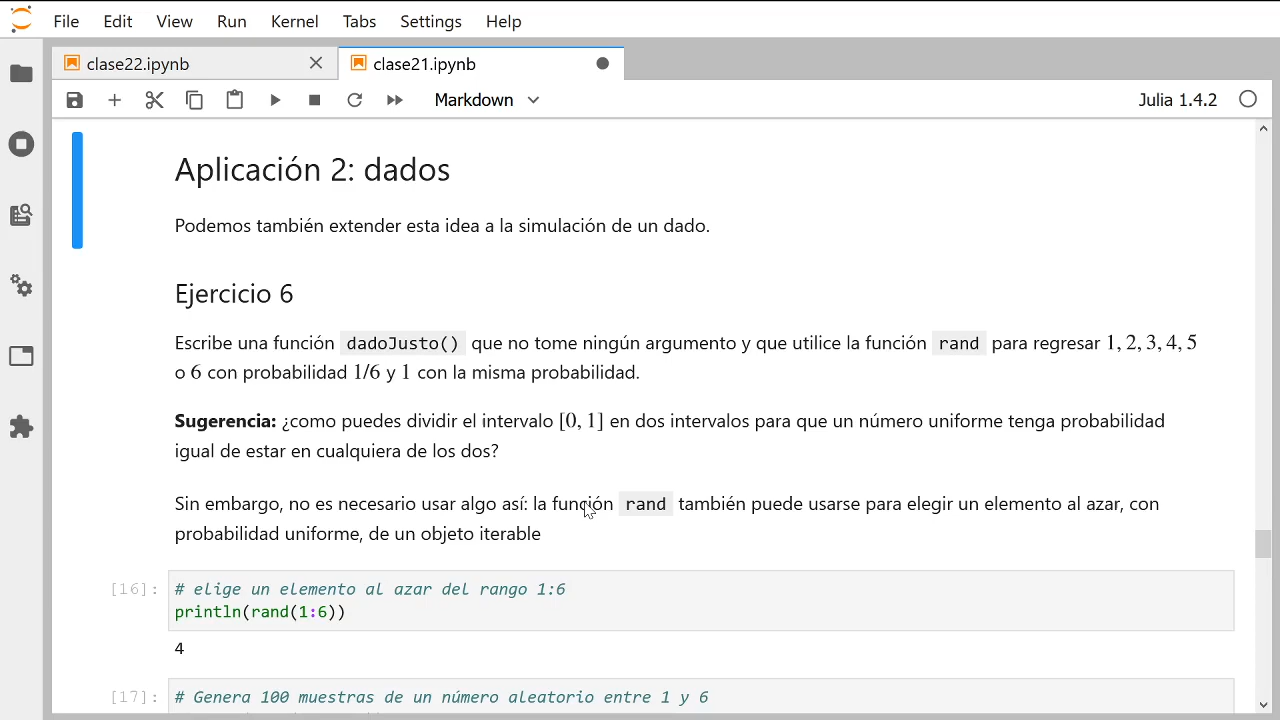 File Edit View Run Kernel Tabs Settings Help
clase22.ipynb clase21.ipynb
Markdown Julia 1.4.2
Aplicación 2: dados
Podemos también extender esta idea a la simulación de un dado.
Ejercicio 6
Escribe una función dadoJusto() que no tome ningún argumento y que utilice la función rand para regresar 1, 2, 3, 4, 5
o 6 con probabilidad 1/6 y 1 con la misma probabilidad.
Sugerencia: ¿como puedes dividir el intervalo [0, 1] en dos intervalos para que un número uniforme tenga probabilidad
igual de estar en cualquiera de los dos?
Sin embargo, no es necesario usar algo así: la función rand también puede usarse para elegir un elemento al azar, con
probabilidad uniforme, de un objeto iterable
[16]: # elige un elemento al azar del rango 1:6
println(rand(1:6))
4
[17]: # Genera 100 muestras de un número aleatorio entre 1 y 6